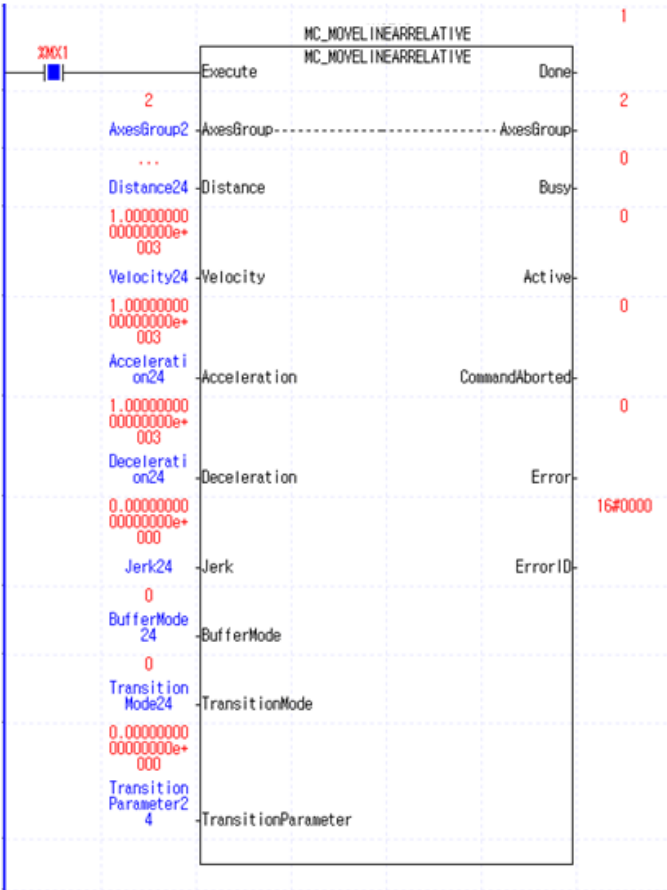 MC_MOVELINEARRELATIVE
1
%MX1
MC_MOVELINEARRELATIVE
Execute
Done
2
2
AxesGroup2
AxesGroup
AxesGroup
...
0
Distance24
Distance
Busy
1.00000000
00000000e+
003
0
Velocity24
Velocity
Active
1.00000000
00000000e+
003
0
Accelerati
on24
Acceleration
CommandAborted
1.00000000
00000000e+
003
0
Decelerati
on24
Deceleration
Error
0.00000000
00000000e+
000
16#0000
Jerk24
Jerk
ErrorID
0
BufferMode
24
BufferMode
0
Transition
Mode24
TransitionMode
0.00000000
00000000e+
000
Transition
Parameter2
4
TransitionParameter